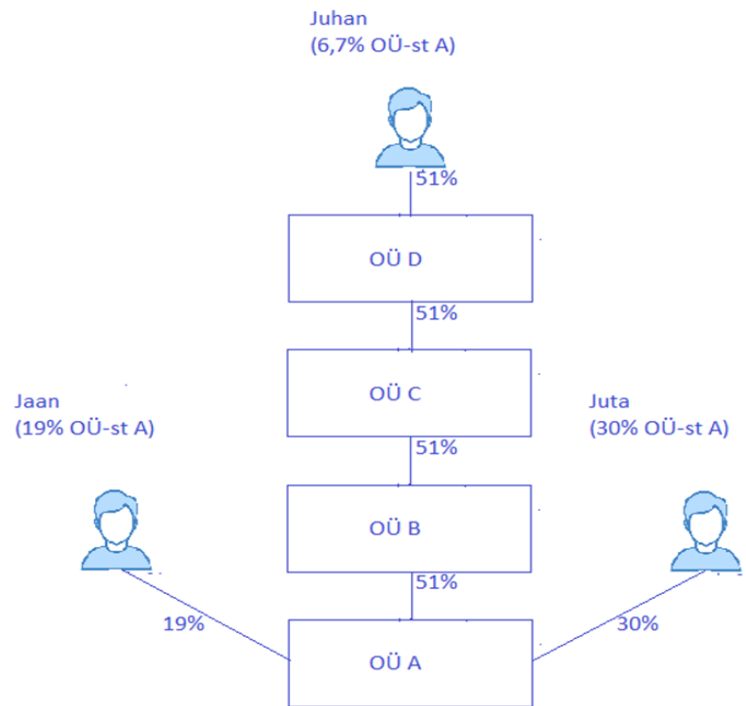 Juhan
(6,7% OÜ-st A)
51%
OÜ D
51%
OÜ C
Jaan
(19% OÜ-st A)
Juta
(30% OÜ-st A)
51%
OÜ B
51%
19%
30%
OÜ A